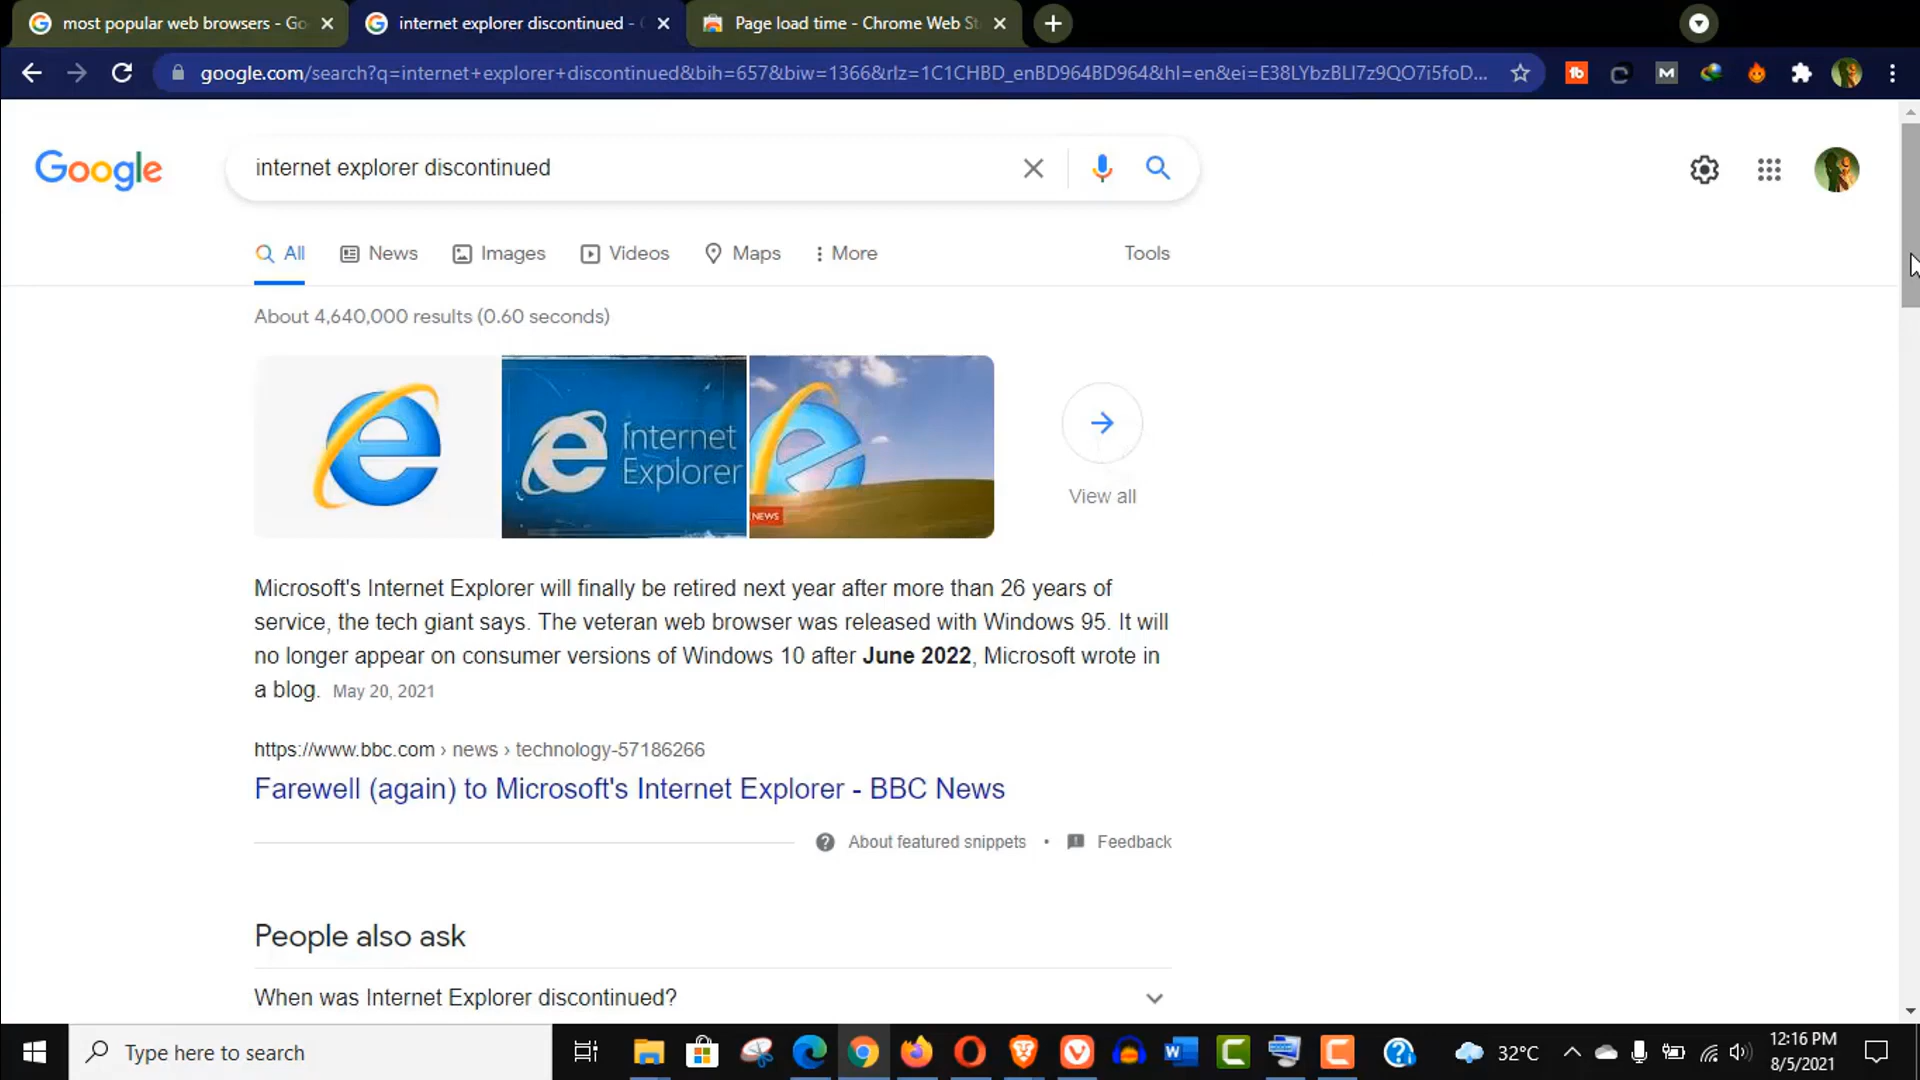 most popular web browsers - Go
internet explorer discontinued -
Page load time - Chrome Web St
google.com/search?q=internet+explorer+discontinued&bih=657&biw=1366&rlz=1C1CHBD_enBD964BD964&hl=en&ei=E38LYbzBLI7z9QO7i5foD...
Google
internet explorer discontinued
All
News
Images
Videos
Maps
More
Tools
About 4,640,000 results (0.60 seconds)
Internet
Explorer
NEWS
View all
Microsoft's Internet Explorer will finally be retired next year after more than 26 years of
service, the tech giant says. The veteran web browser was released with Windows 95. It will
no longer appear on consumer versions of Windows 10 after June 2022, Microsoft wrote in
a blog. May 20, 2021
https://www.bbc.com › news › technology-57186266
Farewell (again) to Microsoft's Internet Explorer - BBC News
About featured snippets • Feedback
People also ask
When was Internet Explorer discontinued?
Type here to search
32°C
12:16 PM
8/5/2021